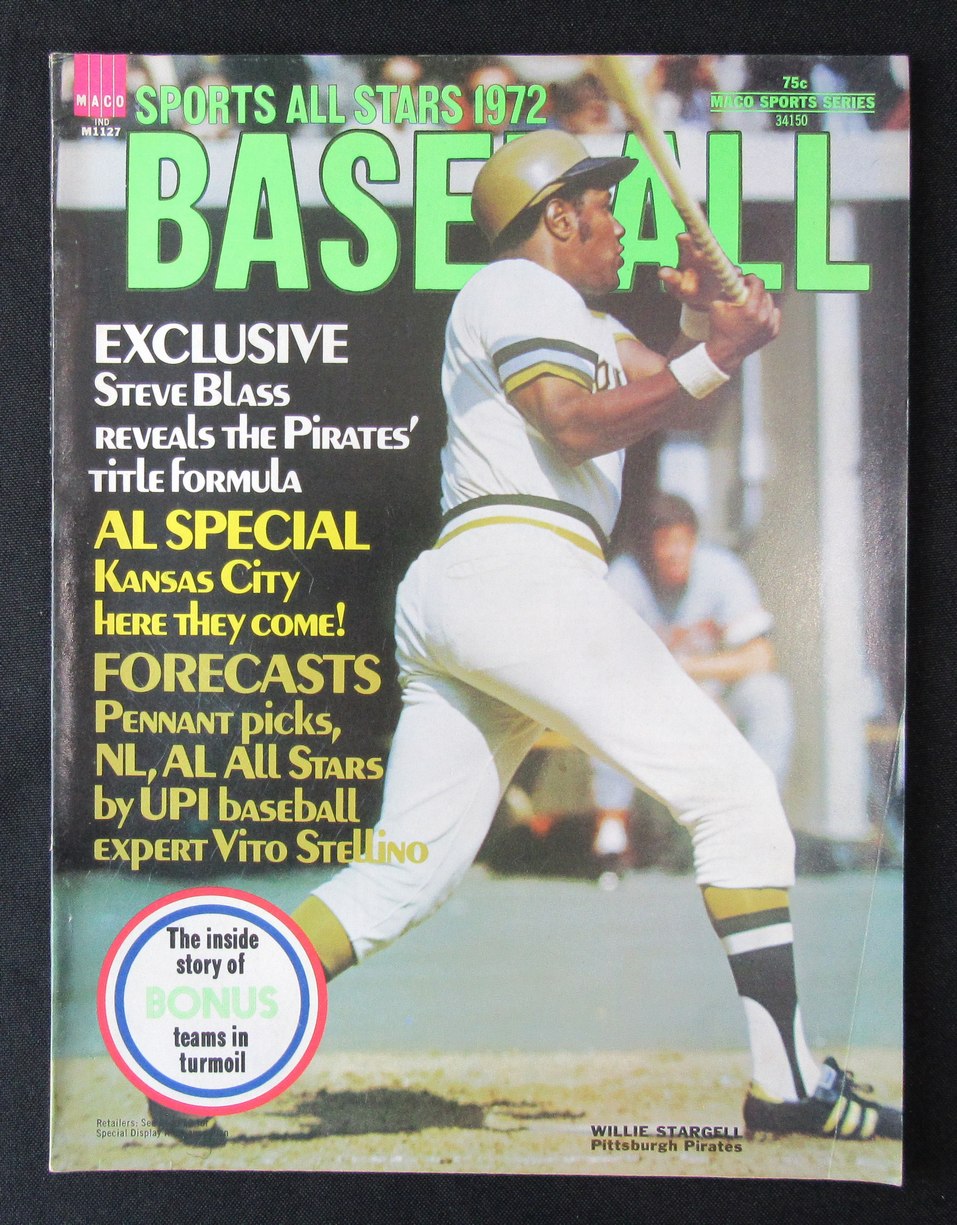 MACO
IND
M1127
SPORTS ALL STARS 1972
75c
MACO SPORTS SERIES
34150
BASEBALL
EXCLUSIVE
STEVE BLASS
REVEALS THE PIRATES'
TITLE FORMULA
AL SPECIAL
KANSAS CITY
HERE THEY COME!
FORECASTS
PENNANT picks,
NL, AL All STARS
by UPI baseball
EXPERT VITO STELLINO
The inside
story of
BONUS
teams in
turmoil
Retailers: See
for
Special Display
WILLIE STARGELL
Pittsburgh Pirates